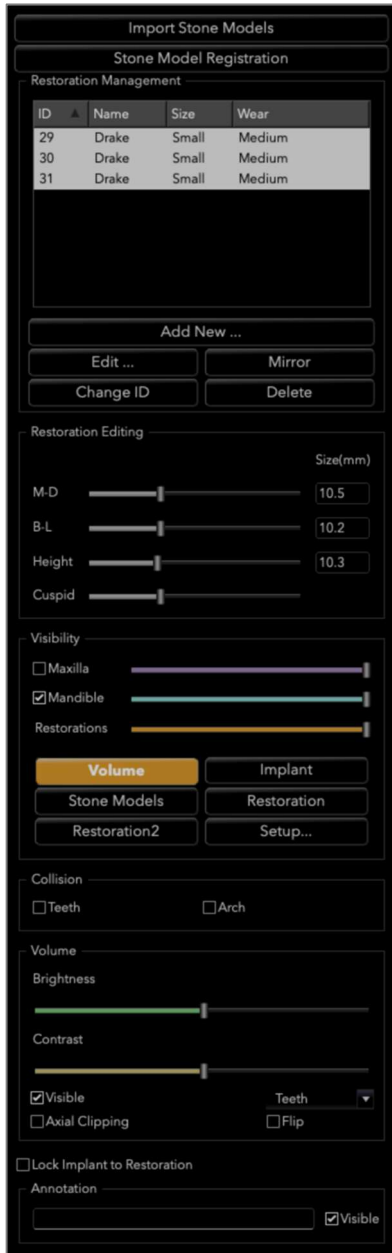 Import Stone Models
Stone Model Registration
Restoration Management
ID Name Size Wear
29 Drake Small Medium
30 Drake Small Medium
31 Drake Small Medium
Add New ...
Edit ... Mirror
Change ID Delete
Restoration Editing
Size(mm)
M-D 10.5
B-L 10.2
Height 10.3
Cuspid
Visibility
Maxilla
Mandible
Restorations
Volume Implant
Stone Models Restoration
Restoration2 Setup...
Collision
Teeth Arch
Volume
Brightness
Contrast
Visible Teeth
Axial Clipping Flip
Lock Implant to Restoration
Annotation
Visible